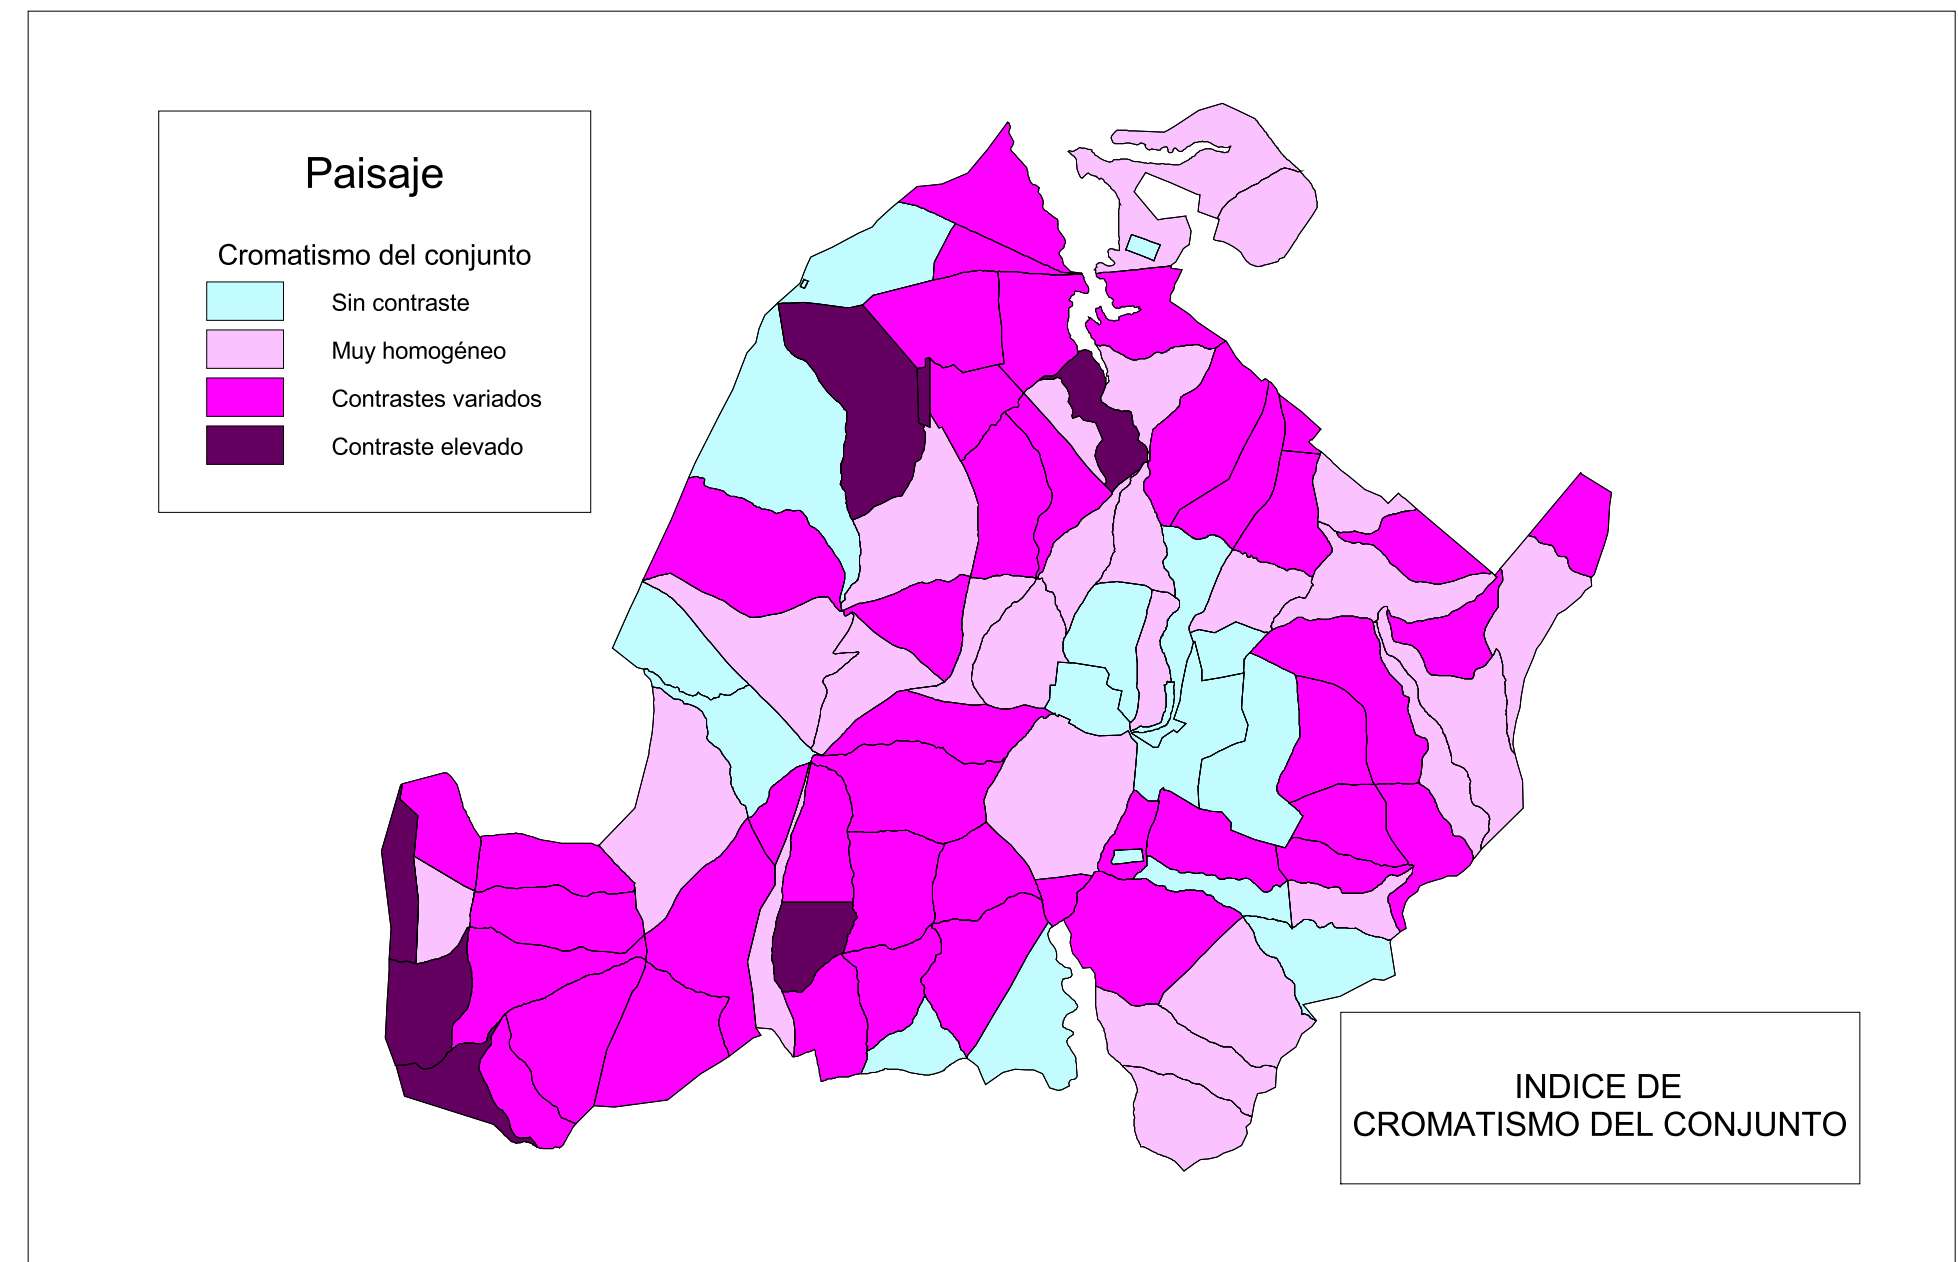 Paisaje
Cromatismo del conjunto
Sin contraste
Muy homogéneo
Contrastes variados
Contraste elevado
INDICE DE
CROMATISMO DEL CONJUNTO